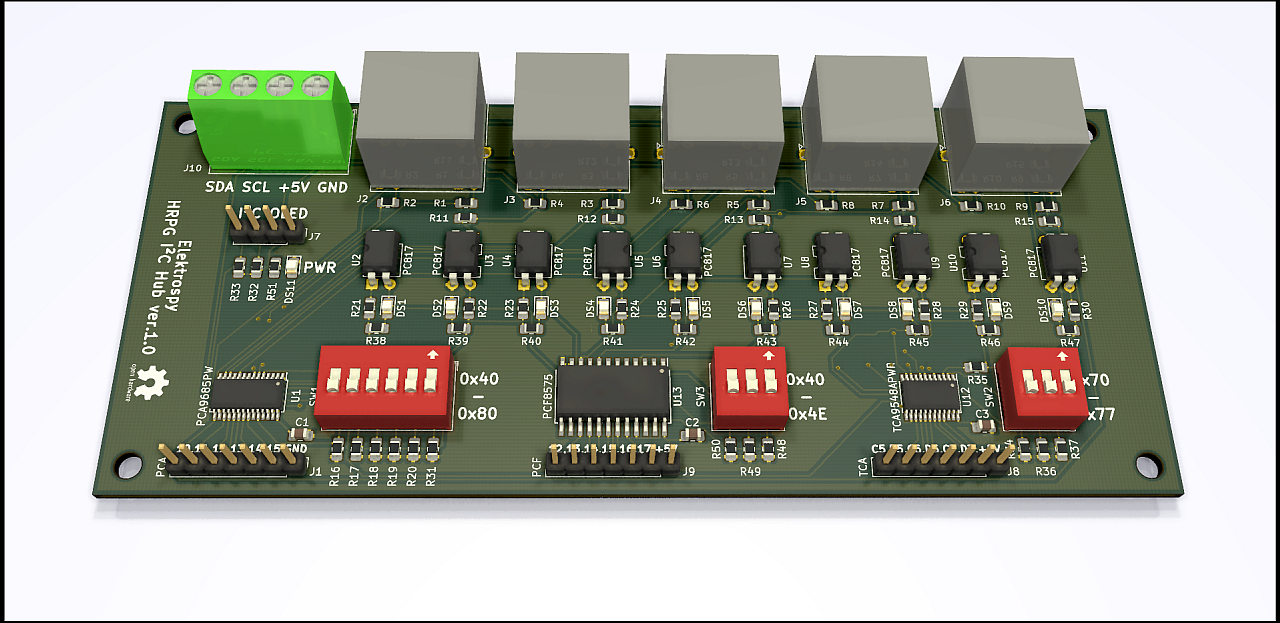 J10
SDA SCL +5V GND
J7
PWR
R33
R32
R51
DS11
Elektrospy
HRPG I²C Hub ver.1.0
open hardware
J2
R2
R1
R11
J3
R4
R3
R12
J4
R6
R5
R13
J5
R8
R7
R14
J6
R10
R9
R15
U2
PC817
PC817
U3
U4
PC817
PC817
U5
U6
PC817
PC817
U7
U8
PC817
PC817
U9
U10
PC817
PC817
R21
DS1
DS2
R22
R23
DS3
DS4
R24
R25
DS5
DS6
R26
R27
DS7
DS8
R28
R29
DS9
DS10
R30
R38
R39
R40
R41
R42
R43
R44
R45
R46
R47
PCA9685PW
U1
C1
SW1
0x40
–
0x80
PCF8575
U13
C2
SW3
0x40
–
0x4E
TCA9548APWR
U12
R35
C3
SW2
x70
–
x77
J1
R16
R17
R18
R19
R20
R31
PCF
J9
R50
R49
R48
TCA
J8
R36
R37